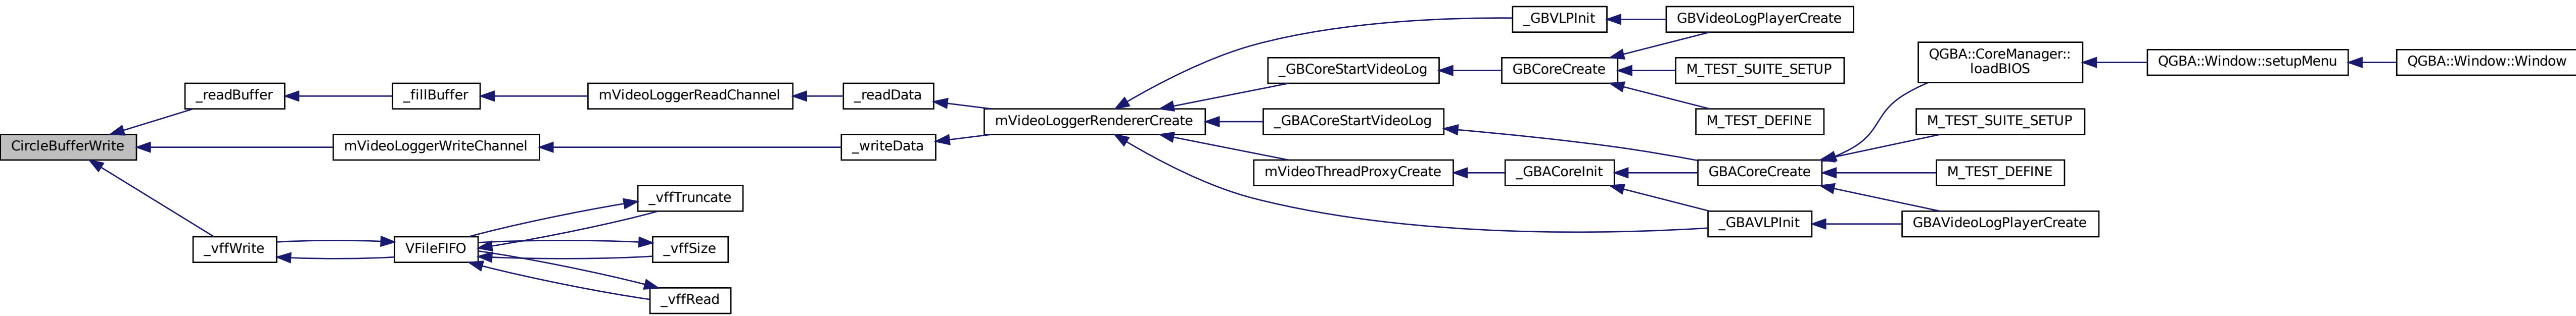 CircleBufferWrite
_readBuffer
_fillBuffer
mVideoLoggerReadChannel
_readData
mVideoLoggerWriteChannel
_writeData
_vffWrite
VFileFIFO
_vffTruncate
_vffSize
_vffRead
mVideoLoggerRendererCreate
_GBVLPInit
GBVideoLogPlayerCreate
_GBCoreStartVideoLog
GBCoreCreate
M_TEST_SUITE_SETUP
M_TEST_DEFINE
_GBACoreStartVideoLog
mVideoThreadProxyCreate
_GBACoreInit
GBACoreCreate
_GBAVLPInit
QGBA::CoreManager::
loadBIOS
QGBA::Window::setupMenu
QGBA::Window::Window
M_TEST_SUITE_SETUP
M_TEST_DEFINE
GBAVideoLogPlayerCreate